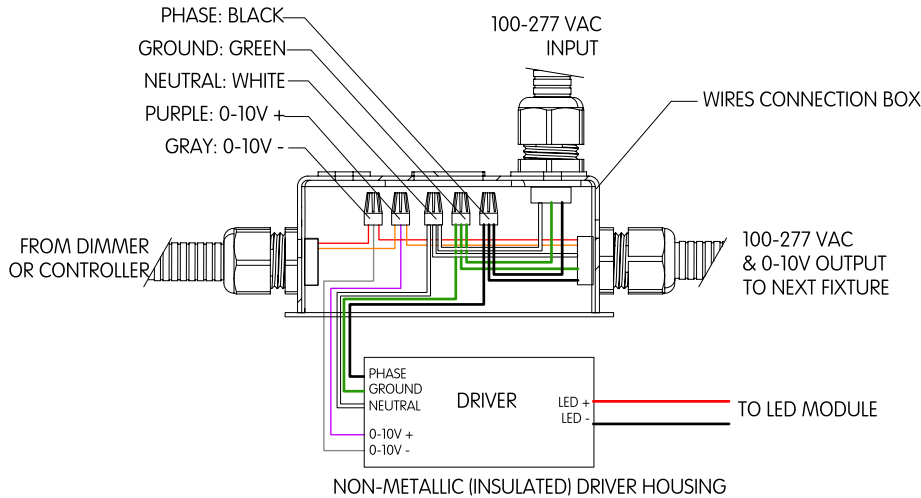 PHASE: BLACK
GROUND: GREEN
NEUTRAL: WHITE
PURPLE: 0-10V +
GRAY: 0-10V -
100-277 VAC
INPUT
WIRES CONNECTION BOX
FROM DIMMER
OR CONTROLLER
100-277 VAC
& 0-10V OUTPUT
TO NEXT FIXTURE
PHASE
GROUND
NEUTRAL
0-10V +
0-10V -
DRIVER
LED +
LED -
TO LED MODULE
NON-METALLIC (INSULATED) DRIVER HOUSING